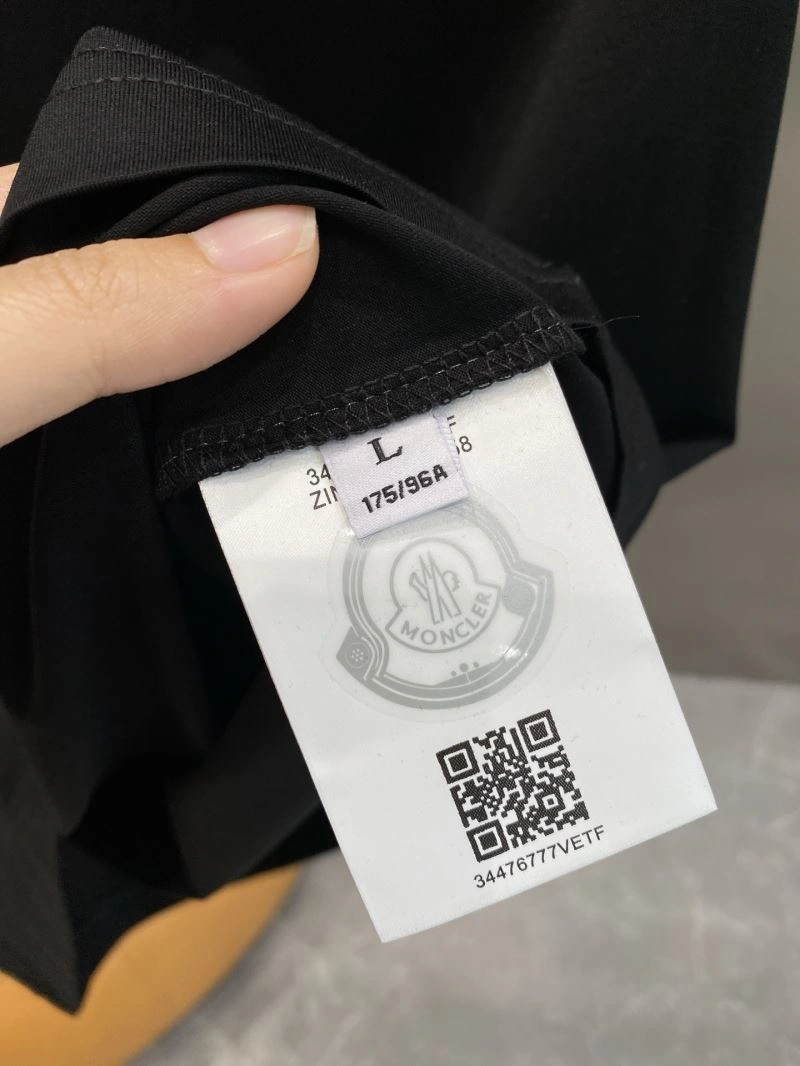 L
175/96A
34
F
ZIN
58
MONCLER
34476777VETF